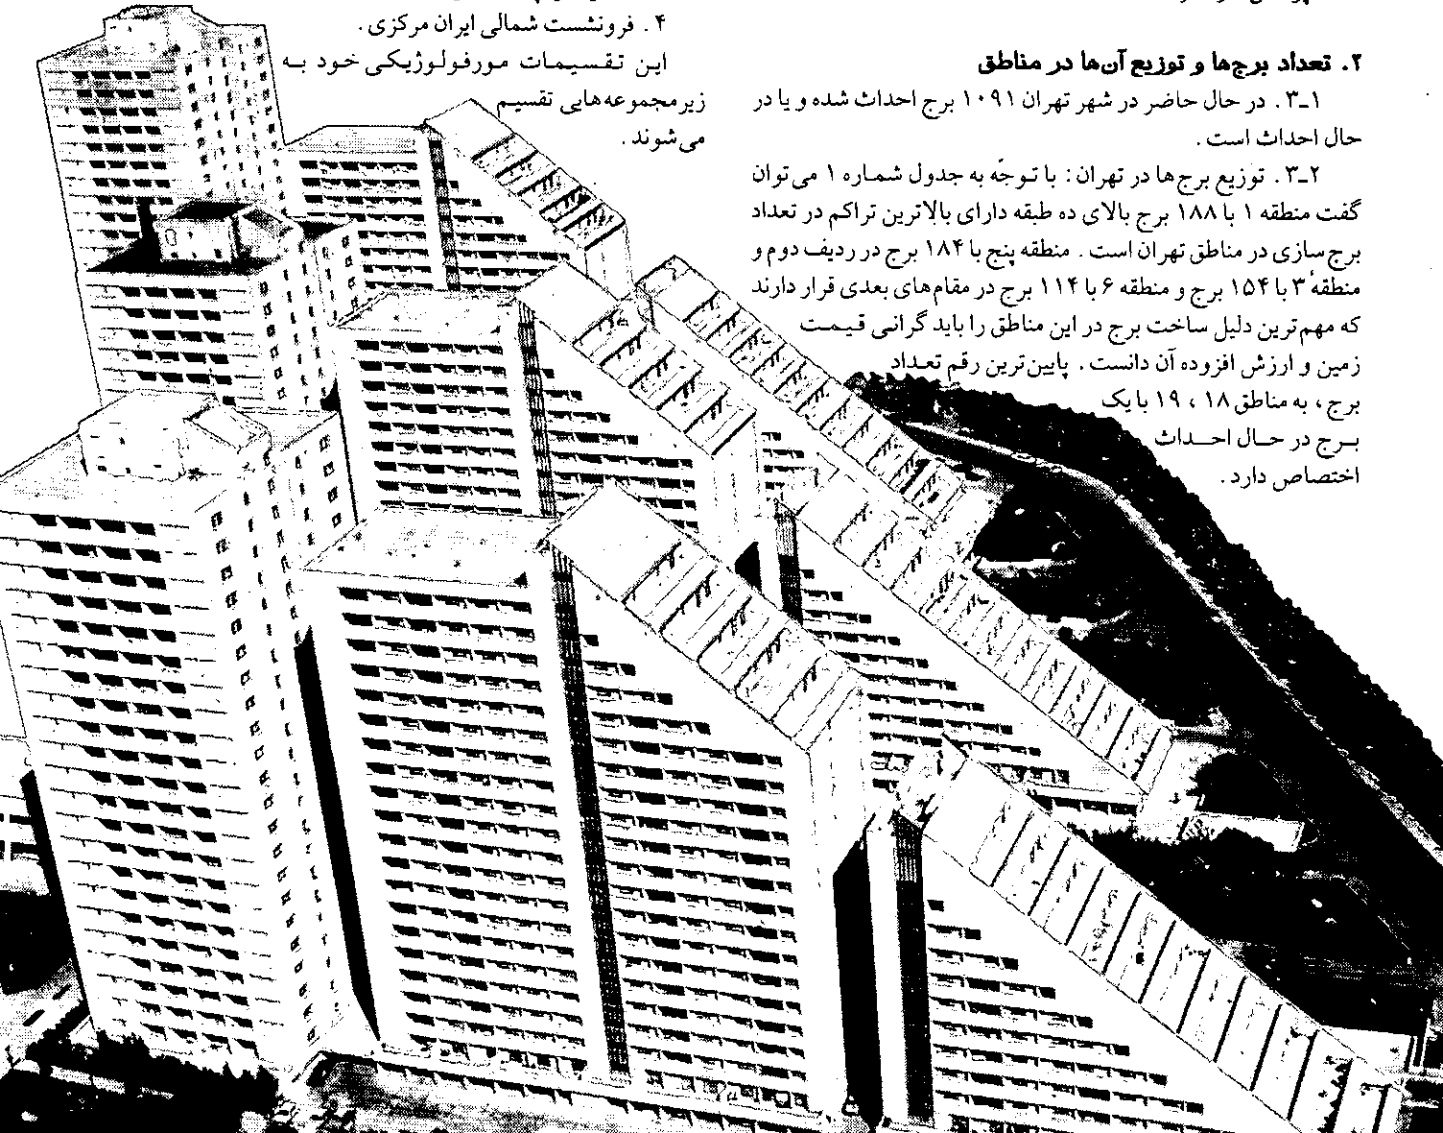 ۲. تعداد برج‌ها و توزیع آن‌ها در مناطق
۳ـ۱. در حال حاضر در شهر تهران ۱۰۹۱ برج احداث شده و یا در
حال احداث است.
۳ـ۲. توزیع برج‌ها در تهران: با توجّه به جدول شماره ۱ می‌توان
گفت منطقه ۱ با ۱۸۸ برج بالای ده طبقه دارای بالاترین تراکم در تعداد
برج‌سازی در مناطق تهران است. منطقه پنج با ۱۸۴ برج در ردیف دوم و
منطقهٔ ۳ با ۱۵۴ برج و منطقه ۶ با ۱۱۴ برج در مقام‌های بعدی قرار دارند
که مهم‌ترین دلیل ساخت برج در این مناطق را باید گرانی قیمت
زمین و ارزش افزوده آن دانست. پایین‌ترین رقم تعداد
برج، به مناطق ۱۸، ۱۹ با یک
برج در حال احداث
اختصاص دارد.
۴. فرونشست شمالی ایران مرکزی.
این تقسیمات مورفولوژیکی خود به
زیرمجموعه‌هایی تقسیم
می‌شوند.